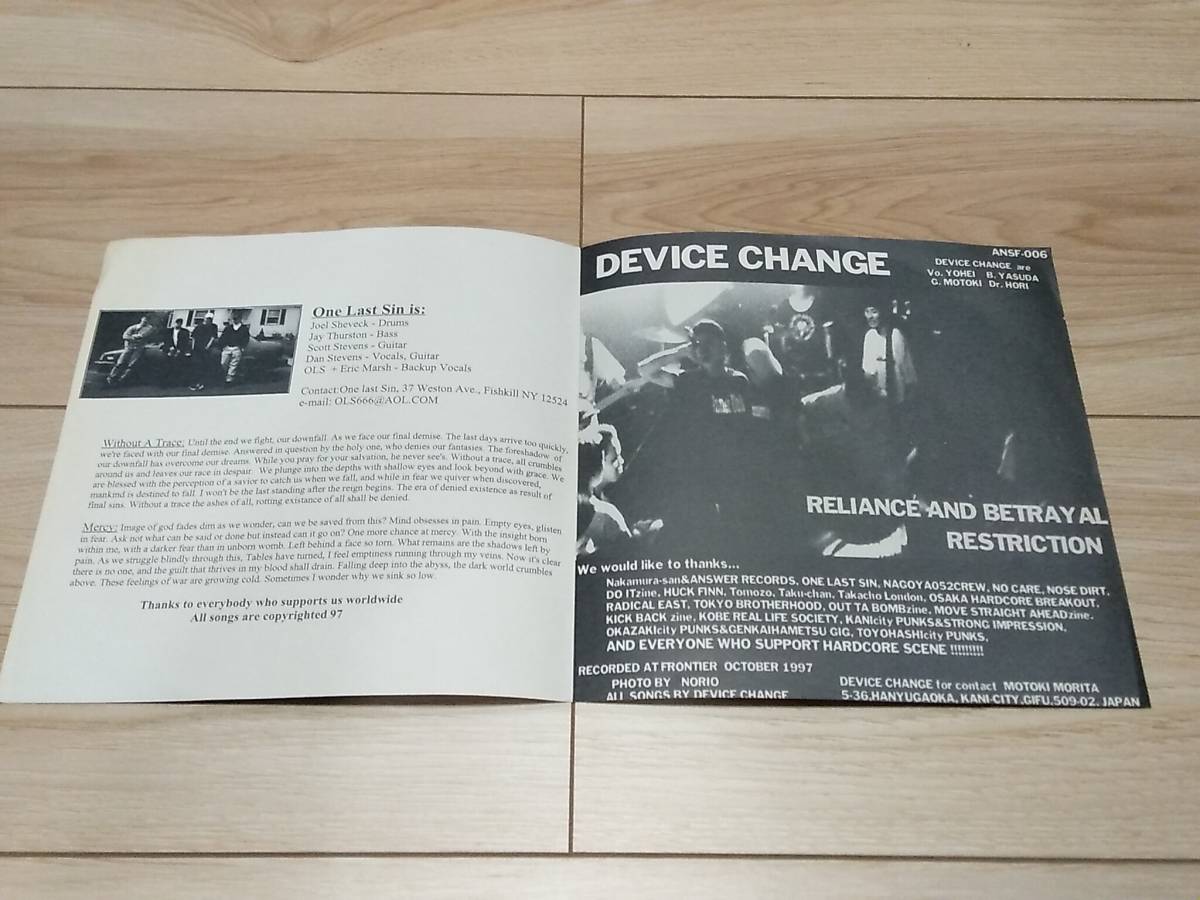 One Last Sin is:
Joel Sheveck - Drums
Jay Thurston - Bass
Scott Stevens - Guitar
Dan Stevens - Vocals, Guitar
OLS + Eric Marsh - Backup Vocals
Contact:One last Sin, 37 Weston Ave., Fishkill NY 12524
e-mail: OLS666@AOL.COM
Without A Trace: Until the end we fight, our downfall. As we face our final demise. The last days arrive too quickly,
we're faced with our final demise. Answered in question by the holy one, who denies our fantasies. The foreshadow of
our downfall has overcome our dreams. While you pray for your salvation, he never see's. Without a trace, all crumbles
around us and leaves our race in despair. We plunge into the depths with shallow eyes and look beyond with grace. We
are blessed with the perception of a savior to catch us when we fall, and while in fear we quiver when discovered,
mankind is destined to fall. I won't be the last standing after the reign begins. The era of denied existence as result of
final sins. Without a trace the ashes of all, rotting existance of all shall be denied.
Mercy: Image of god fades dim as we wonder, can we be saved from this? Mind obsesses in pain. Empty eyes, glisten
in fear. Ask not what can be said or done but instead can it go on? One more chance at mercy. With the insight born
within me, with a darker fear than in unborn womb. Left behind a face so torn. What remains are the shadows left by
pain. As we struggle blindly through this, Tables have turned, I feel emptiness running through my veins. Now it's clear
there is no one, and the guilt that thrives in my blood shall drain. Falling deep into the abyss, the dark world crumbles
above. These feelings of war are growing cold. Sometimes I wonder why we sink so low.
Thanks to everybody who supports us worldwide
All songs are copyrighted 97
DEVICE CHANGE
ANSF-006
DEVICE CHANGE are
Vo. YOHEI B. YASUDA
G. MOTOKI Dr. HORI
RELIANCE AND BETRAYAL
RESTRICTION
We would like to thanks...
Nakamura-san&ANSWER RECORDS, ONE LAST SIN, NAGOYA052CREW, NO CARE, NOSE DIRT,
DO ITzine, HUCK FINN, Tomozo, Taku-chan, Takacho London, OSAKA HARDCORE BREAKOUT,
RADICAL EAST, TOKYO BROTHERHOOD, OUT TA BOMBzine, MOVE STRAIGHT AHEADzine,
KICK BACK zine, KOBE REAL LIFE SOCIETY, KANIcity PUNKS&STRONG IMPRESSION,
OKAZAKIcity PUNKS&GENKAIHAMETSU GIG, TOYOHASHIcity PUNKS,
AND EVERYONE WHO SUPPORT HARDCORE SCENE !!!!!!!!!
RECORDED AT FRONTIER OCTOBER 1997
PHOTO BY NORIO
ALL SONGS BY DEVICE CHANGE
DEVICE CHANGE for contact MOTOKI MORITA
5-36,HANYUGAOKA, KANI-CITY,GIFU,509-02, JAPAN